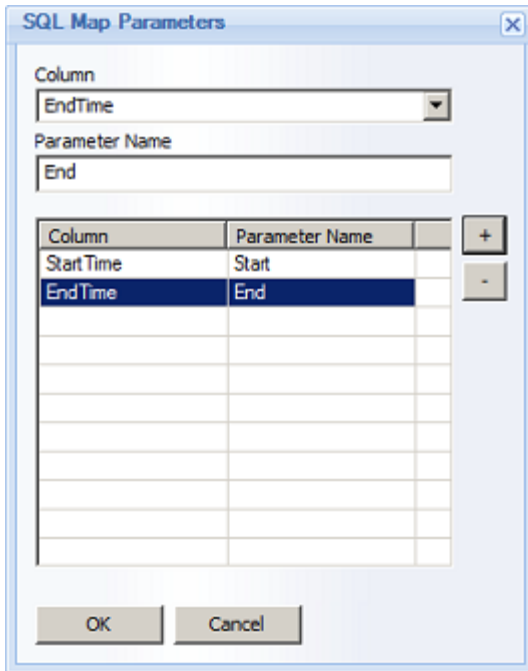 SQL Map Parameters
Column
EndTime
Parameter Name
End
Column Parameter Name
+
StartTime Start
-
EndTime End
OK Cancel